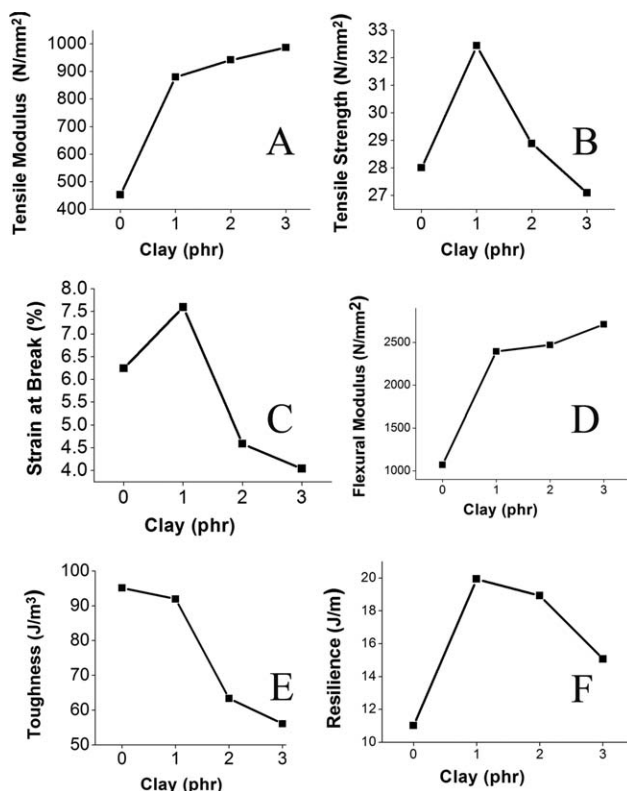 Tensile Modulus (N/mm²)
1000
900
800
700
600
500
400
0 1 2 3
Clay (phr)
A
Tensile Strength (N/mm²)
33
32
31
30
29
28
27
0 1 2 3
Clay (phr)
B
Strain at Break (%)
8.0
7.5
7.0
6.5
6.0
5.5
5.0
4.5
4.0
0 1 2 3
Clay (phr)
C
Flexural Modulus (N/mm²)
2500
2000
1500
1000
0 1 2 3
Clay (phr)
D
Toughness (J/m³)
100
90
80
70
60
50
0 1 2 3
Clay (phr)
E
Resilience (J/m)
20
18
16
14
12
10
0 1 2 3
Clay (phr)
F